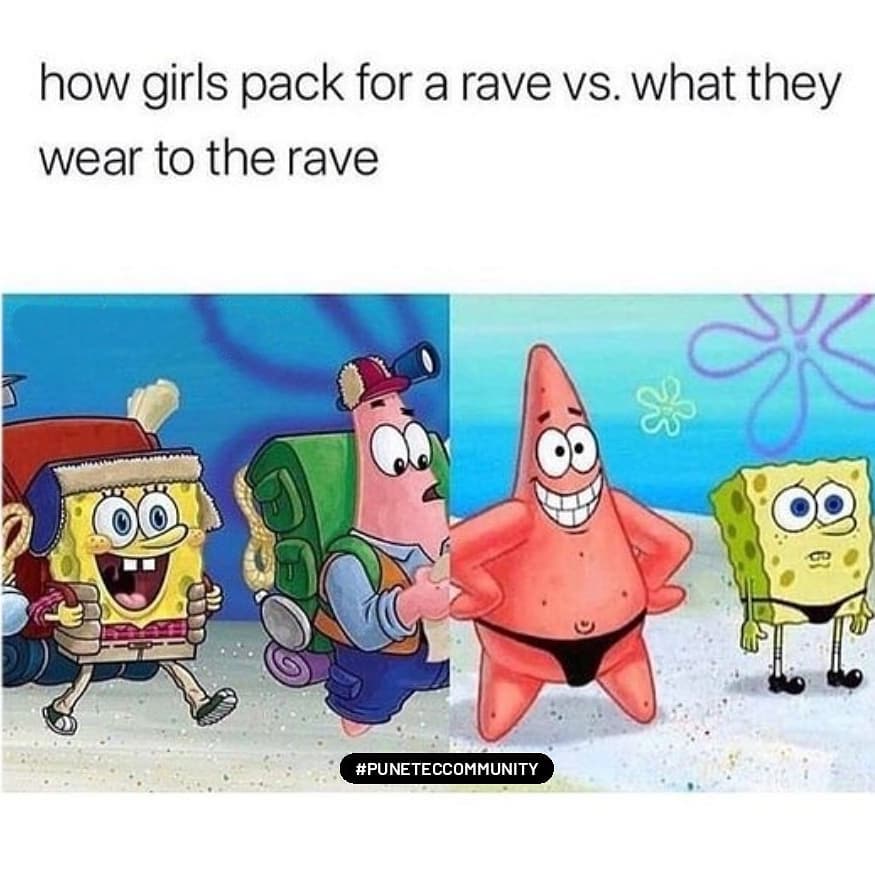 how girls pack for a rave vs. what they
wear to the rave
#PUNETECCOMMUNITY